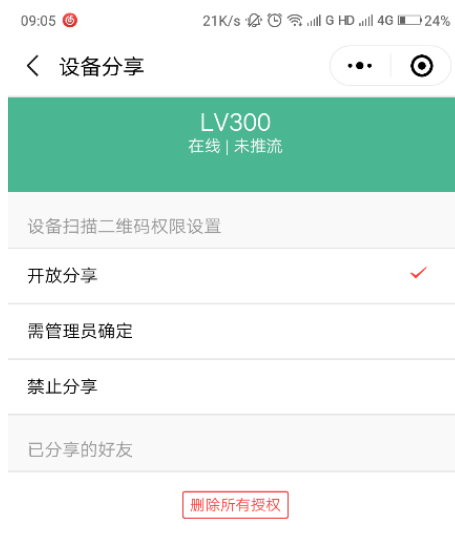 09:05 21K/s G HD 4G 24%
设备分享
LV300
在线 | 未推流
设备扫描二维码权限设置
开放分享
需管理员确定
禁止分享
已分享的好友
删除所有授权